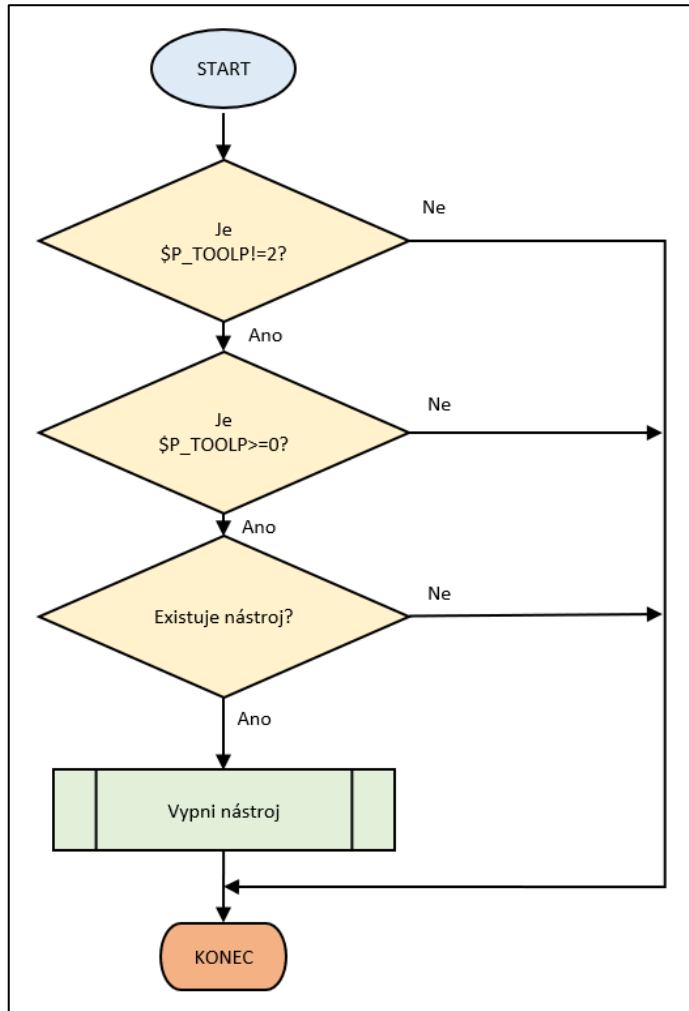 START
Je
$P_TOOLP!=2?
Ne
Ano
Je
$P_TOOLP>=0?
Ne
Ano
Existuje nástroj?
Ne
Ano
Vypni nástroj
KONEC